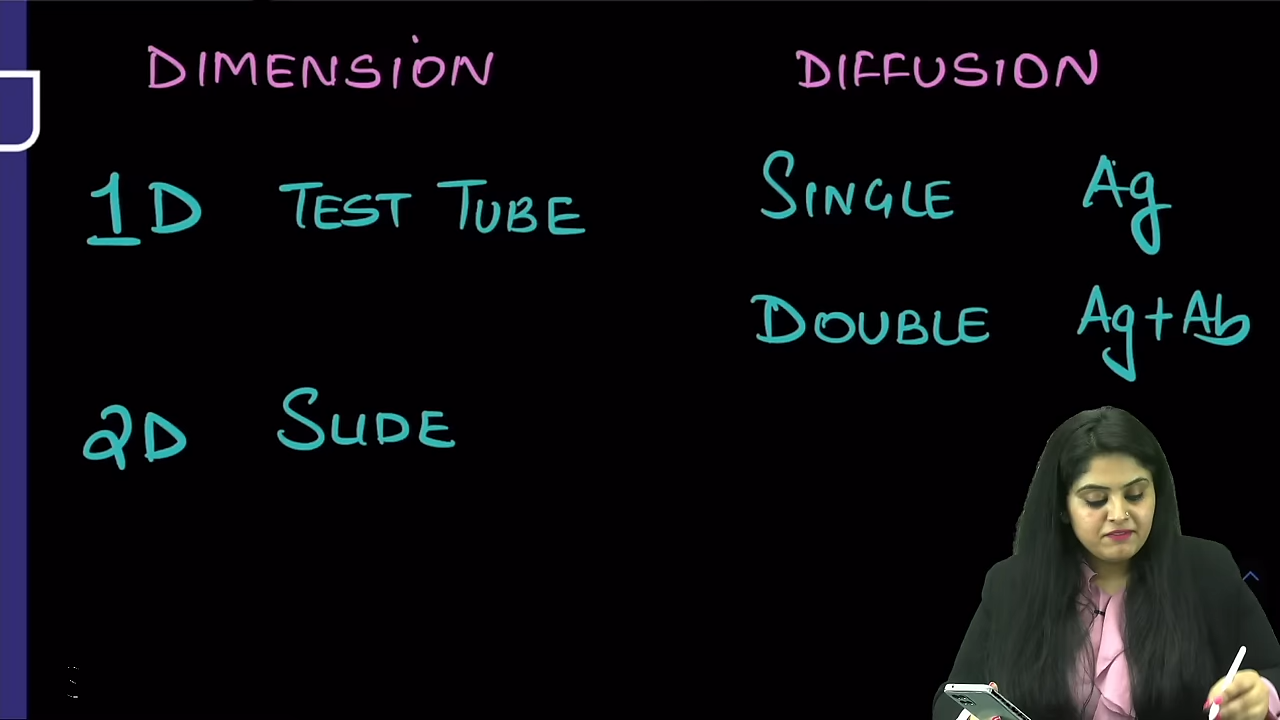 DIMENSION DIFFUSION
1D TEST TUBE SINGLE Ag
DOUBLE Ag+Ab
2D SLIDE